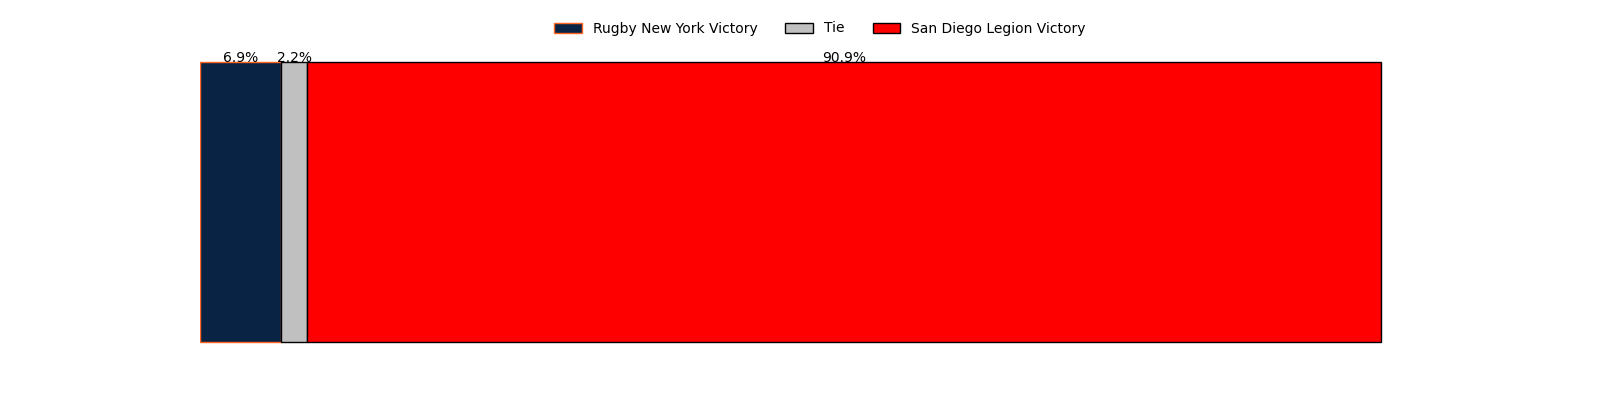 Rugby New York Victory Tie San Diego Legion Victory
6.9% 2.2% 90.9%